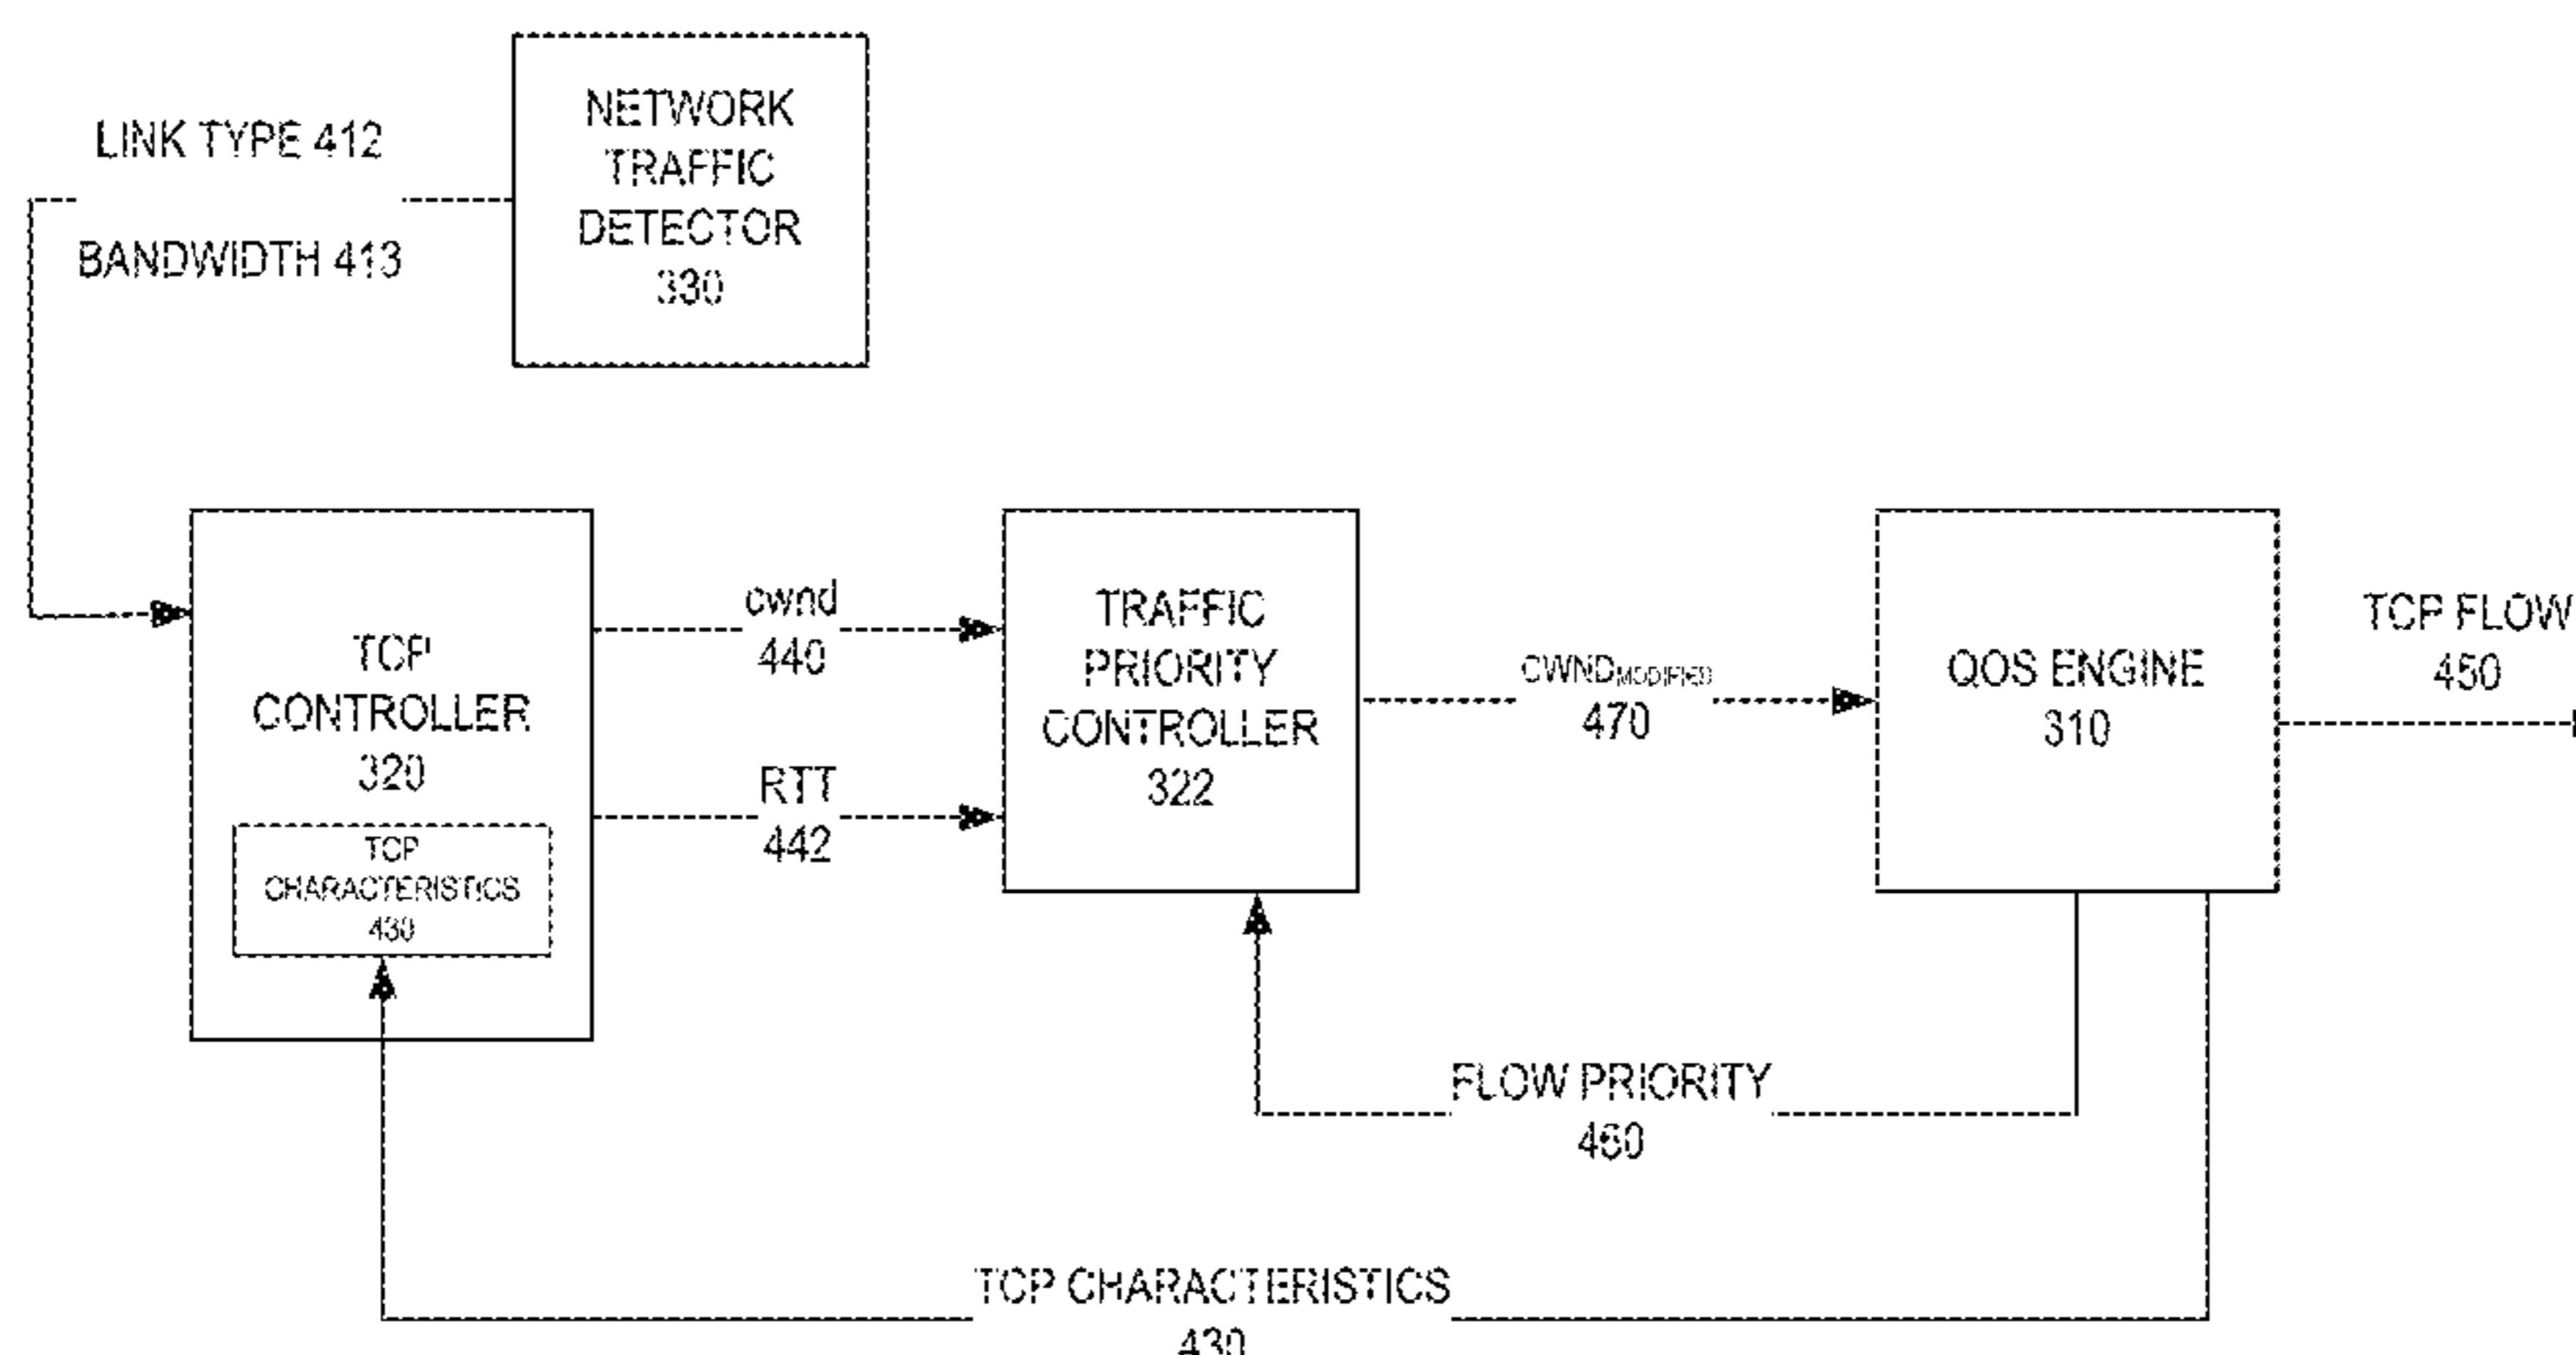 NETWORK
TRAFFIC
DETECTOR
330
LINK TYPE 412
BANDWIDTH 413
TCP
CONTROLLER
320
TCP
CHARACTERISTICS
430
cwnd
440
RTT
442
TRAFFIC
PRIORITY
CONTROLLER
322
CWNDMODIFIED
470
QOS ENGINE
310
TCP FLOW
450
FLOW PRIORITY
460
TCP CHARACTERISTICS
430